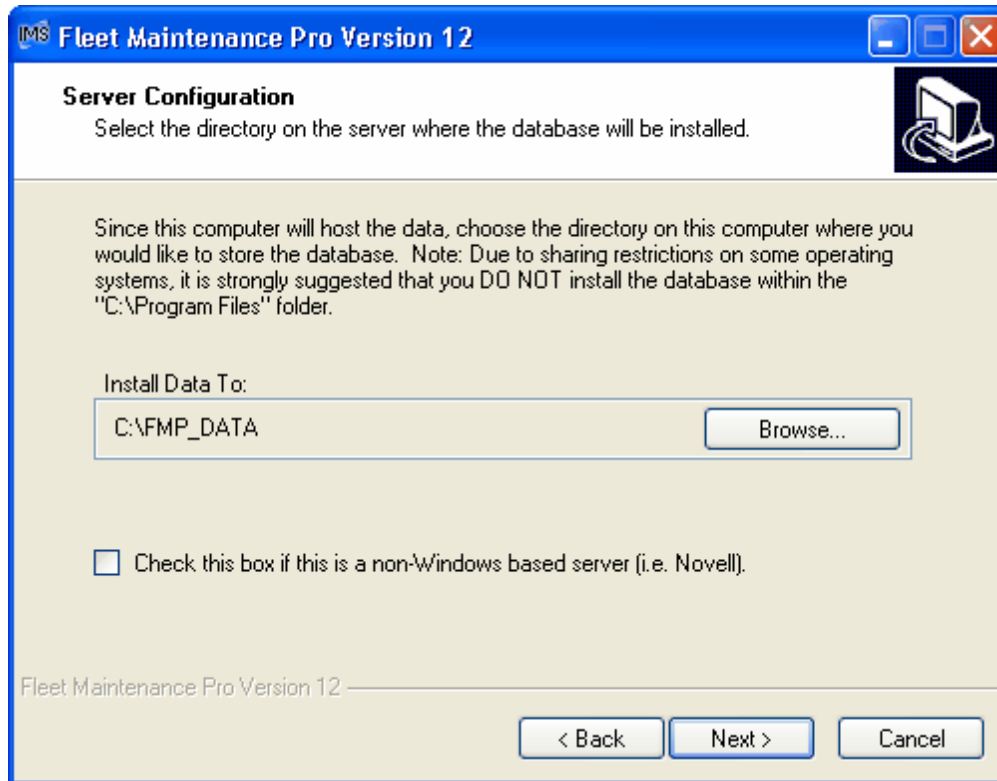 IMS Fleet Maintenance Pro Version 12
Server Configuration
Select the directory on the server where the database will be installed.
Since this computer will host the data, choose the directory on this computer where you
would like to store the database.  Note: Due to sharing restrictions on some operating
systems, it is strongly suggested that you DO NOT install the database within the
"C:\Program Files" folder.
Install Data To:
C:\FMP_DATA
Browse...
Check this box if this is a non-Windows based server (i.e. Novell).
Fleet Maintenance Pro Version 12
< Back
Next >
Cancel